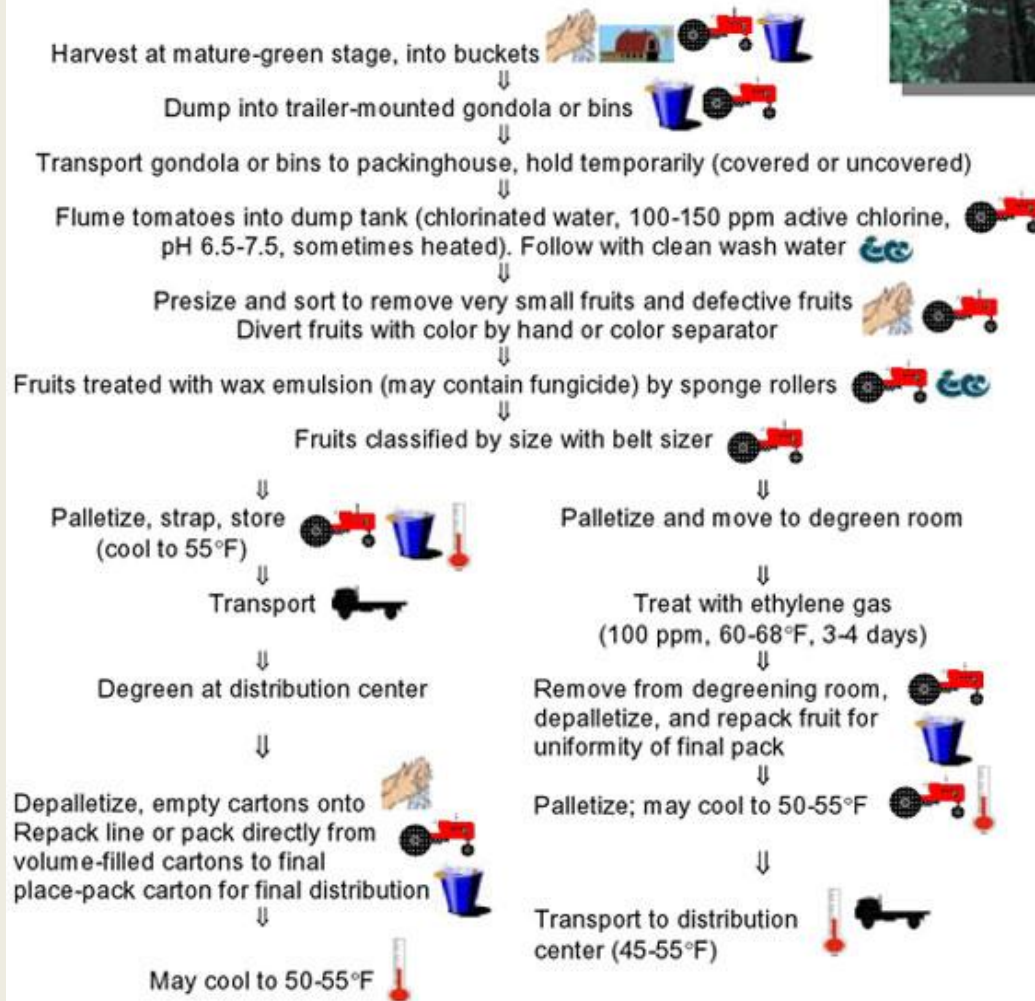 Harvest at mature-green stage, into buckets
⇓
Dump into trailer-mounted gondola or bins
⇓
Transport gondola or bins to packinghouse, hold temporarily (covered or uncovered)
⇓
Flume tomatoes into dump tank (chlorinated water, 100-150 ppm active chlorine,
pH 6.5-7.5, sometimes heated). Follow with clean wash water
⇓
Presize and sort to remove very small fruits and defective fruits
Divert fruits with color by hand or color separator
⇓
Fruits treated with wax emulsion (may contain fungicide) by sponge rollers
⇓
Fruits classified by size with belt sizer
⇓
Palletize, strap, store
(cool to 55°F)
⇓
Transport
⇓
Degreen at distribution center
⇓
Depalletize, empty cartons onto
Repack line or pack directly from
volume-filled cartons to final
place-pack carton for final distribution
⇓
May cool to 50-55°F
⇓
Palletize and move to degreen room
⇓
Treat with ethylene gas
(100 ppm, 60-68°F, 3-4 days)
⇓
Remove from degreening room,
depalletize, and repack fruit for
uniformity of final pack
⇓
Palletize; may cool to 50-55°F
⇓
Transport to distribution
center (45-55°F)